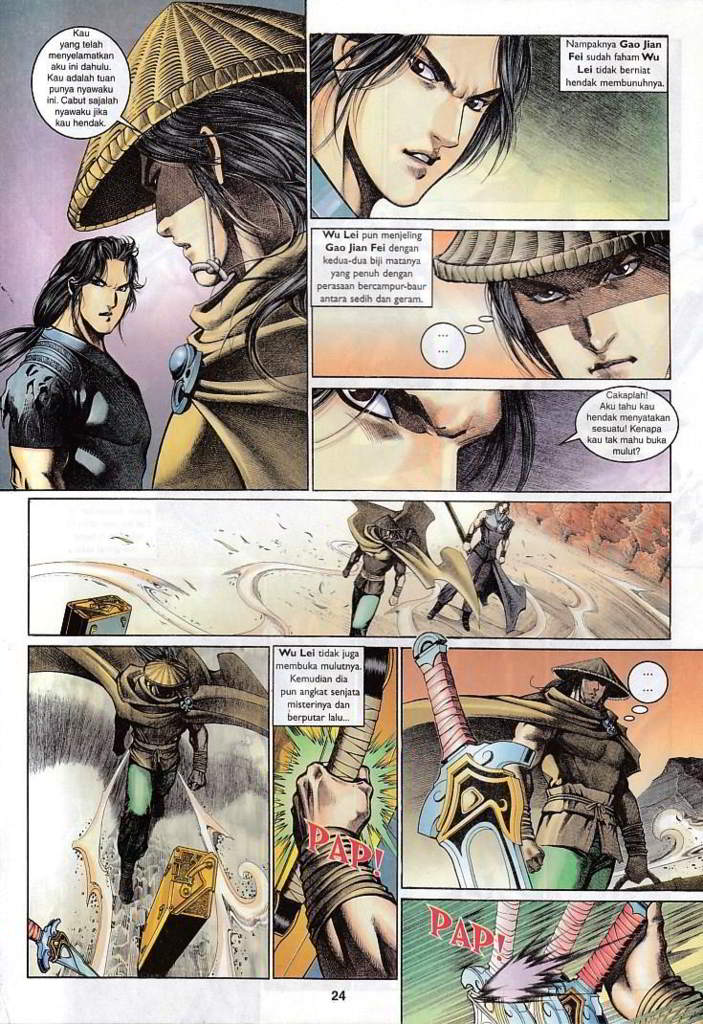 Kau
yang telah
menyelamatkan
aku ini dahulu.
Kau adalah tuan
punya nyawaku
ini. Cabut sajalah
nyawaku jika
kau hendak.
Nampaknya Gao Jian
Fei sudah faham Wu
Lei tidak berniat
hendak membunuhnya.
Wu Lei pun menjeling
Gao Jian Fei dengan
kedua-dua biji matanya
yang penuh dengan
perasaan bercampur-baur
antara sedih dan geram.
...
...
Cakaplah!
Aku tahu kau
hendak menyatakan
sesuatu! Kenapa
kau tak mahu buka
mulut?
Wu Lei tidak juga
membuka mulutnya.
Kemudian dia
pun angkat senjata
misterinya dan
berputar lalu...
PAP!
...
...
PAP!
24